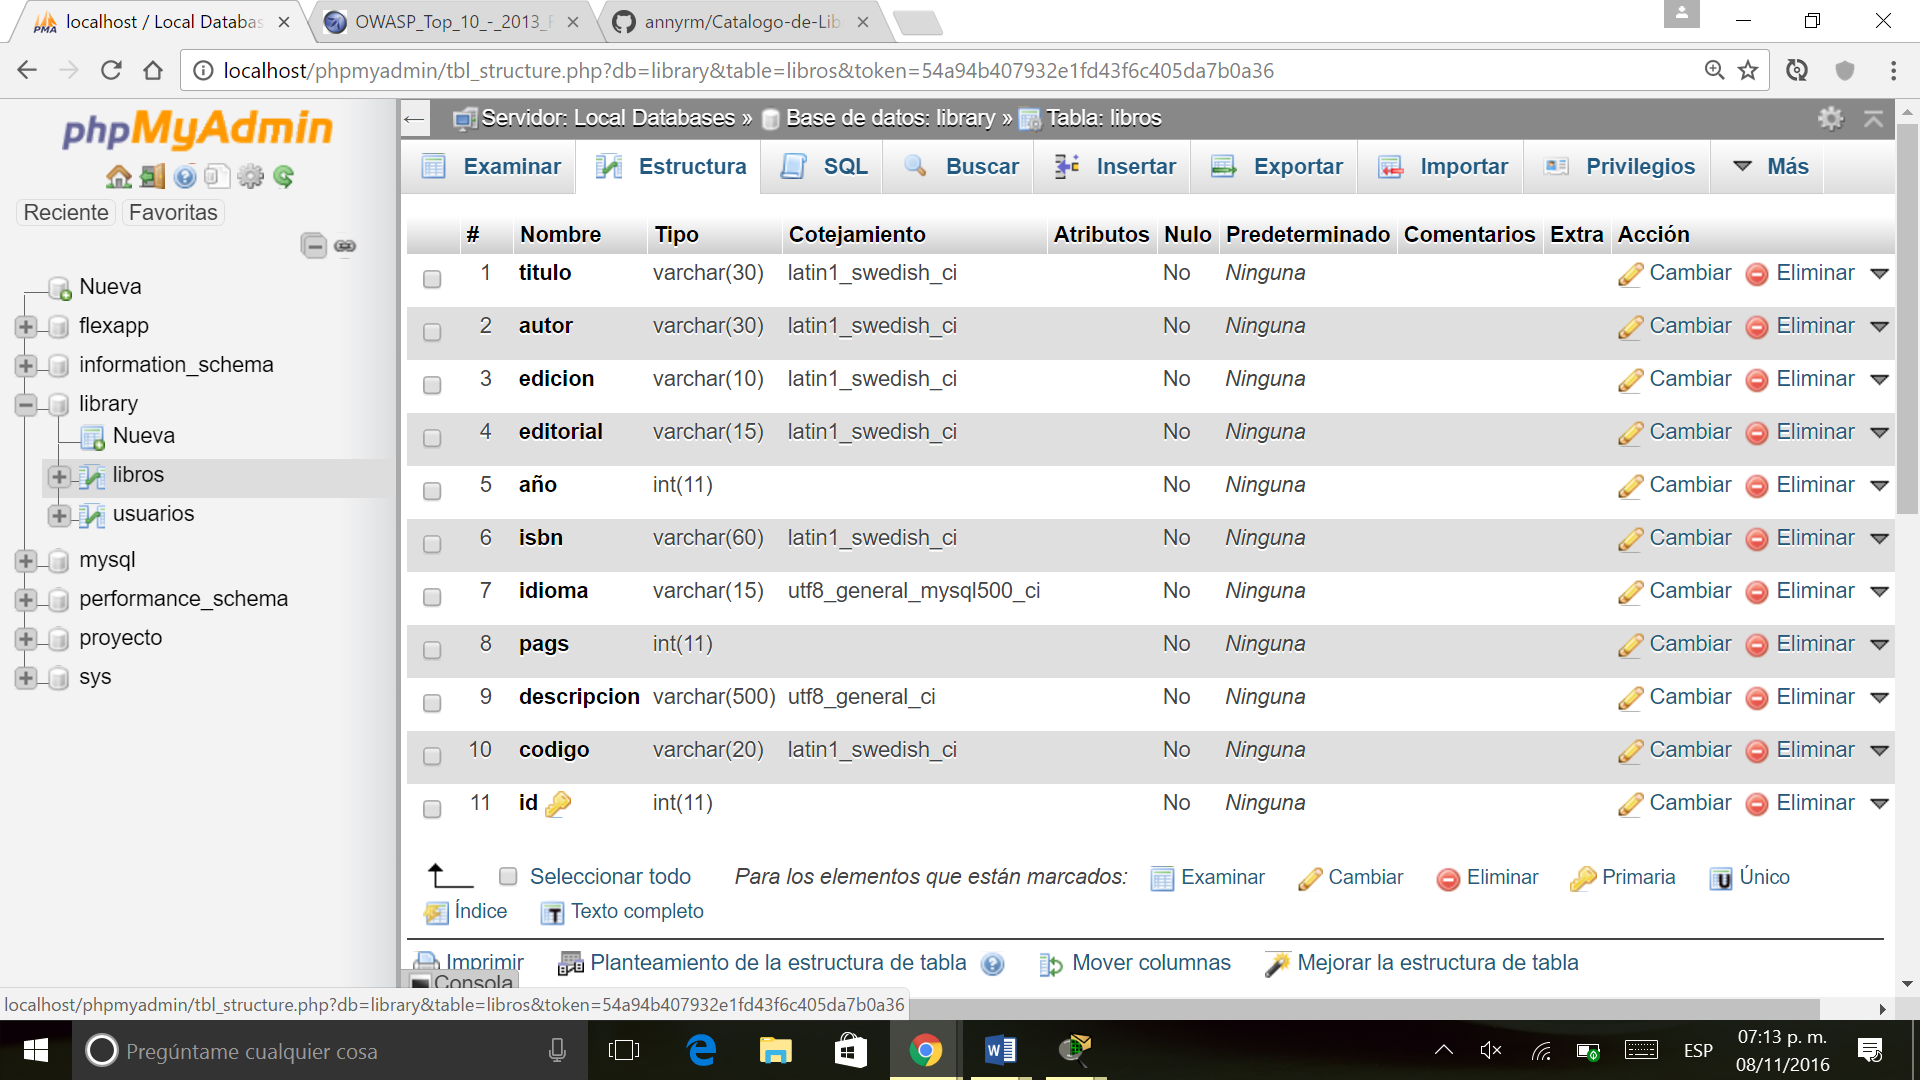 localhost / Local Databas
OWASP_Top_10_-_2013_F
annyrm/Catalogo-de-Lib
localhost/phpmyadmin/tbl_structure.php?db=library&table=libros&token=54a94b407932e1fd43f6c405da7b0a36
phpMyAdmin
Reciente Favoritas
Nueva
flexapp
information_schema
library
Nueva
libros
usuarios
mysql
performance_schema
proyecto
sys
Servidor: Local Databases » Base de datos: library » Tabla: libros
Examinar Estructura SQL Buscar Insertar Exportar Importar Privilegios Más
# Nombre Tipo Cotejamiento Atributos Nulo Predeterminado Comentarios Extra Acción
1 titulo varchar(30) latin1_swedish_ci No Ninguna Cambiar Eliminar
2 autor varchar(30) latin1_swedish_ci No Ninguna Cambiar Eliminar
3 edicion varchar(10) latin1_swedish_ci No Ninguna Cambiar Eliminar
4 editorial varchar(15) latin1_swedish_ci No Ninguna Cambiar Eliminar
5 año int(11) No Ninguna Cambiar Eliminar
6 isbn varchar(60) latin1_swedish_ci No Ninguna Cambiar Eliminar
7 idioma varchar(15) utf8_general_mysql500_ci No Ninguna Cambiar Eliminar
8 pags int(11) No Ninguna Cambiar Eliminar
9 descripcion varchar(500) utf8_general_ci No Ninguna Cambiar Eliminar
10 codigo varchar(20) latin1_swedish_ci No Ninguna Cambiar Eliminar
11 id int(11) No Ninguna Cambiar Eliminar
Seleccionar todo Para los elementos que están marcados: Examinar Cambiar Eliminar Primaria Único
Índice Texto completo
Imprimir Planteamiento de la estructura de tabla Mover columnas Mejorar la estructura de tabla
Consola
localhost/phpmyadmin/tbl_structure.php?db=library&table=libros&token=54a94b407932e1fd43f6c405da7b0a36
Pregúntame cualquier cosa
ESP
07:13 p. m.
08/11/2016